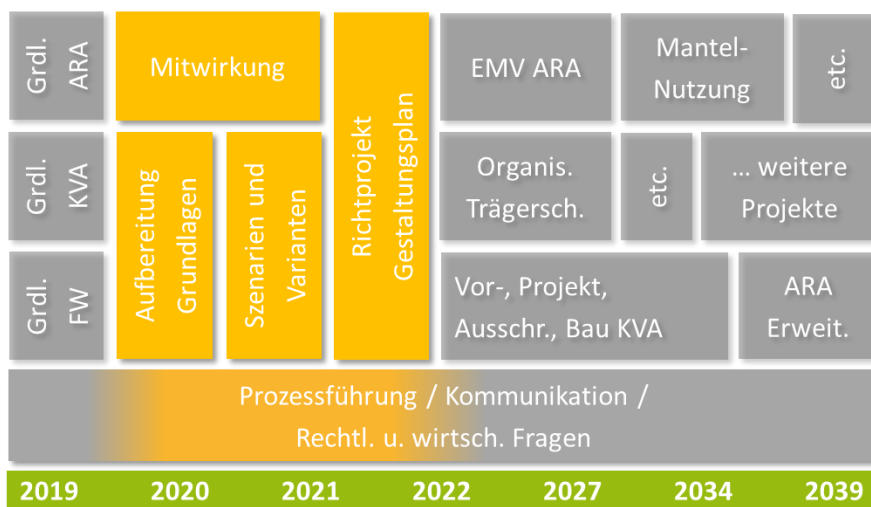 Grdl.
ARA
Mitwirkung
Richtprojekt
Gestaltungsplan
EMV ARA
Mantel-
Nutzung
etc.
Grdl.
KVA
Aufbereitung
Grundlagen
Szenarien und
Varianten
Organis.
Trägersch.
etc.
... weitere
Projekte
Grdl.
FW
Vor-, Projekt,
Ausschr., Bau KVA
ARA
Erweit.
Prozessführung / Kommunikation /
Rechtl. u. wirtsch. Fragen
2019 2020 2021 2022 2027 2034 2039